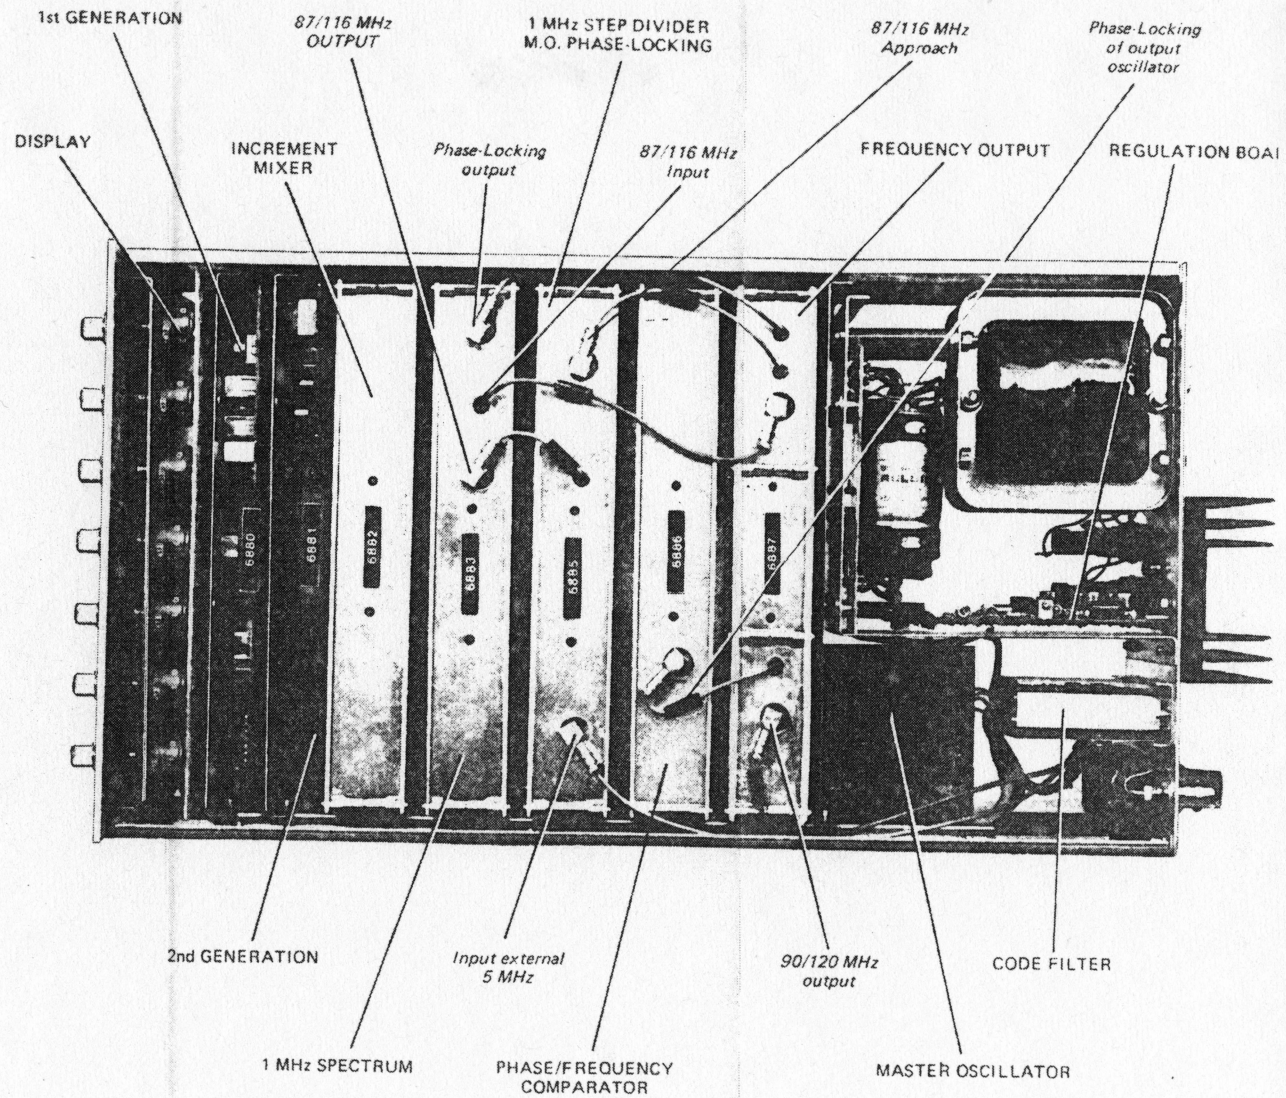 1st GENERATION
87/116 MHz
OUTPUT
1 MHz STEP DIVIDER
M.O. PHASE-LOCKING
87/116 MHz
Approach
Phase-Locking
of output
oscillator
DISPLAY
INCREMENT
MIXER
Phase-Locking
output
87/116 MHz
Input
FREQUENCY OUTPUT
REGULATION BOAI
6880
6881
6882
6883
6885
6886
6887
2nd GENERATION
Input external
5 MHz
90/120 MHz
output
CODE FILTER
1 MHz SPECTRUM
PHASE/FREQUENCY
COMPARATOR
MASTER OSCILLATOR